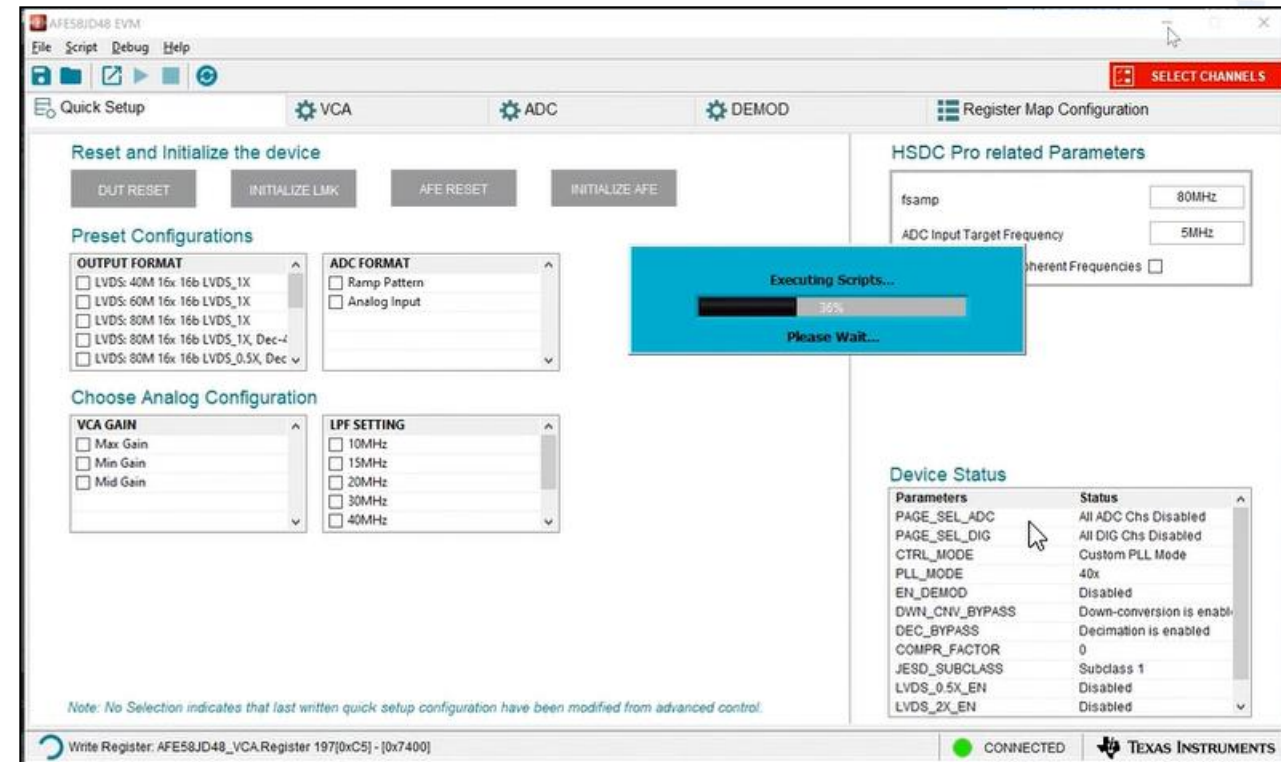 AFE58JD48 EVM
File Script Debug Help
SELECT CHANNELS
Quick Setup VCA ADC DEMOD Register Map Configuration
Reset and Initialize the device
DUT RESET INITIALIZE LMK AFE RESET INITIALIZE AFE
Preset Configurations
OUTPUT FORMAT
LVDS: 40M 16x 16b LVDS_1X
LVDS: 60M 16x 16b LVDS_1X
LVDS: 80M 16x 16b LVDS_1X
LVDS: 80M 16x 16b LVDS_1X, Dec-4
LVDS: 80M 16x 16b LVDS_0.5X, Dec
ADC FORMAT
Ramp Pattern
Analog Input
Choose Analog Configuration
VCA GAIN
Max Gain
Min Gain
Mid Gain
LPF SETTING
10MHz
15MHz
20MHz
30MHz
40MHz
Note: No Selection indicates that last written quick setup configuration have been modified from advanced control.
Executing Scripts...
36%
Please Wait...
HSDC Pro related Parameters
fsamp 80MHz
ADC Input Target Frequency 5MHz
Frequencies
Device Status
Parameters Status
PAGE_SEL_ADC All ADC Chs Disabled
PAGE_SEL_DIG All DIG Chs Disabled
CTRL_MODE Custom PLL Mode
PLL_MODE 40x
EN_DEMOD Disabled
DWN_CNV_BYPASS Down-conversion is enabl
DEC_BYPASS Decimation is enabled
COMPR_FACTOR 0
JESD_SUBCLASS Subclass 1
LVDS_0.5X_EN Disabled
LVDS_2X_EN Disabled
Write Register: AFE58JD48_VCA.Register 197[0xC5] - [0x7400]
CONNECTED
TEXAS INSTRUMENTS